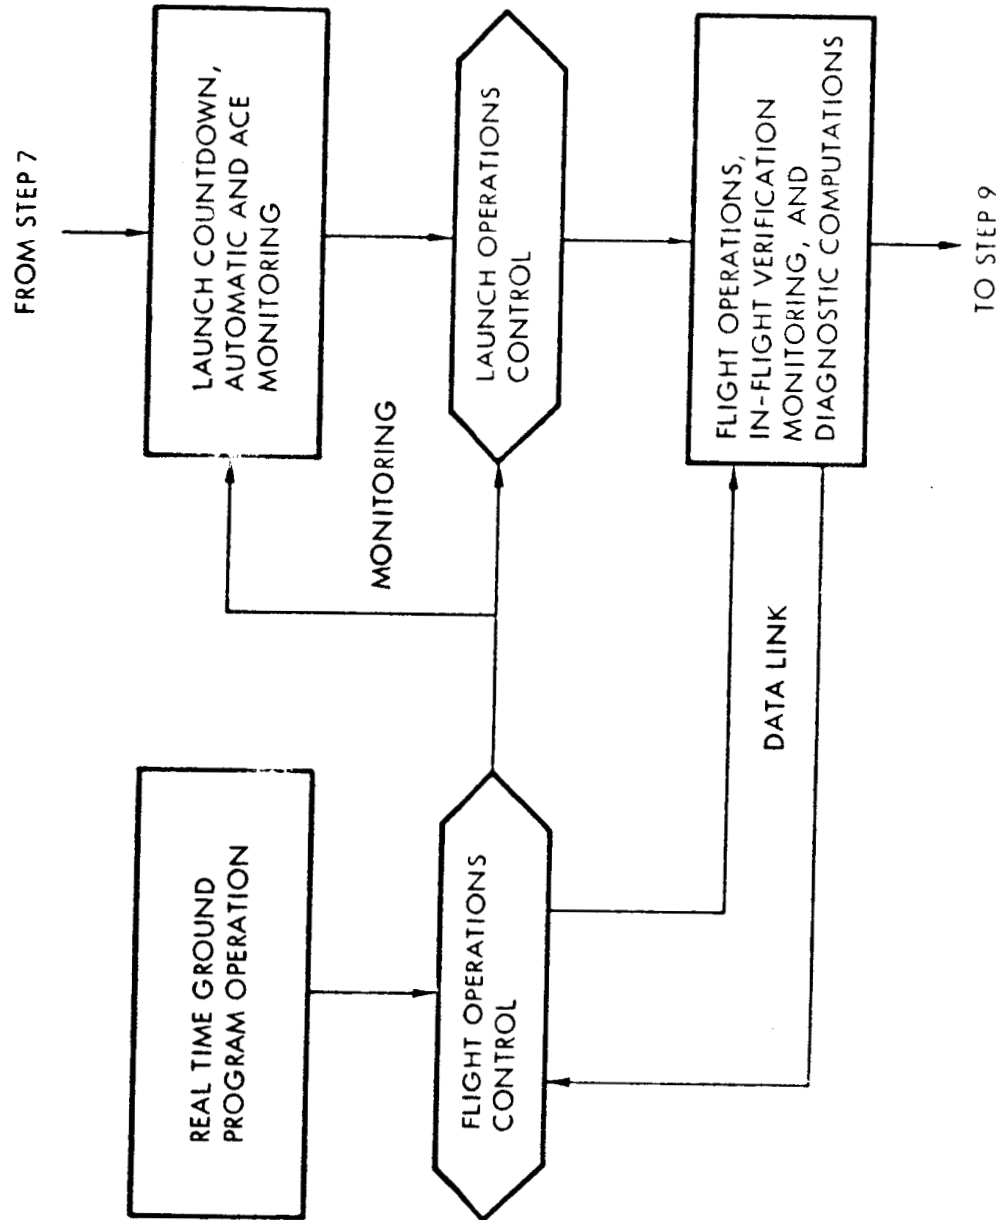 FROM STEP 7
LAUNCH COUNTDOWN,
AUTOMATIC AND ACE
MONITORING
REAL TIME GROUND
PROGRAM OPERATION
MONITORING
LAUNCH OPERATIONS
CONTROL
FLIGHT OPERATIONS
CONTROL
DATA LINK
FLIGHT OPERATIONS,
IN-FLIGHT VERIFICATION
MONITORING, AND
DIAGNOSTIC COMPUTATIONS
TO STEP 9